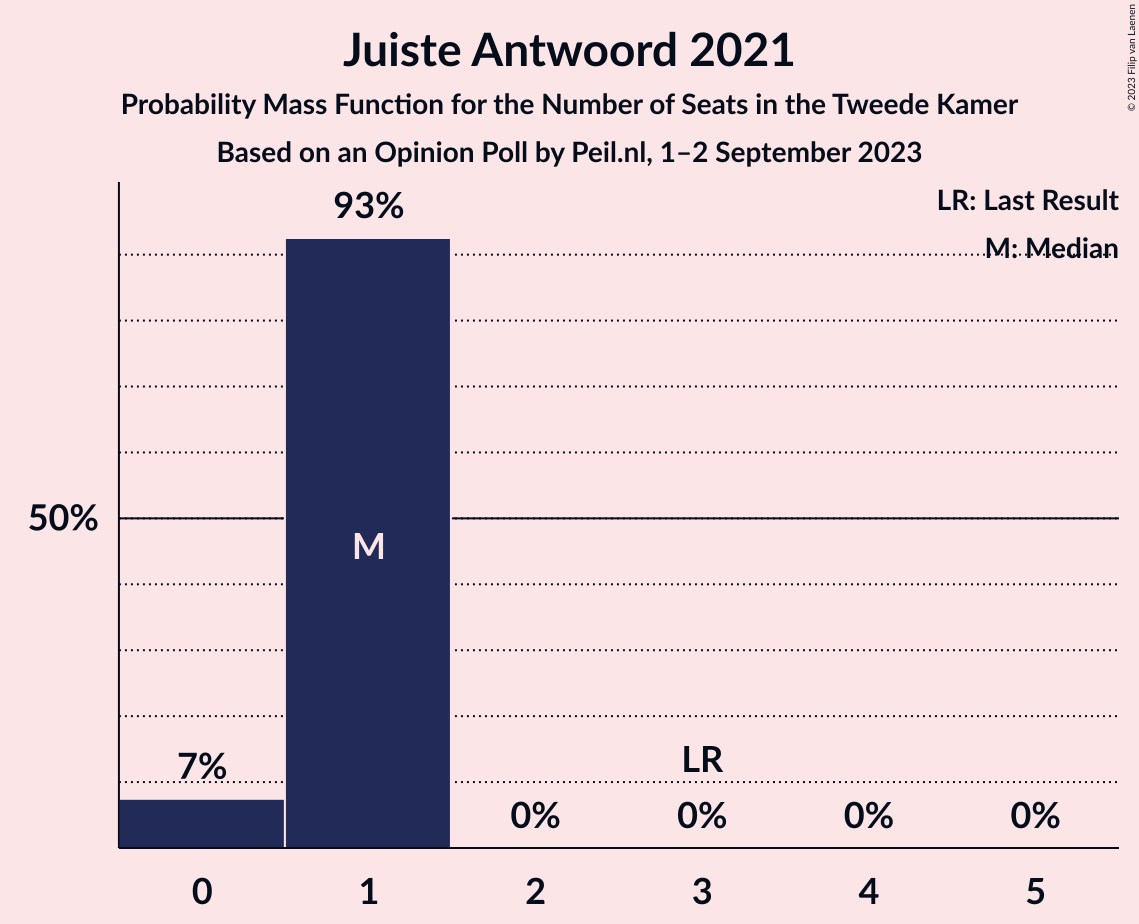 Juiste Antwoord 2021
Probability Mass Function for the Number of Seats in the Tweede Kamer
Based on an Opinion Poll by Peil.nl, 1–2 September 2023
© 2023 Filip van Laenen
LR: Last Result
M: Median
93%
50%
M
7%
LR
0%
0%
0%
0%
0
1
2
3
4
5